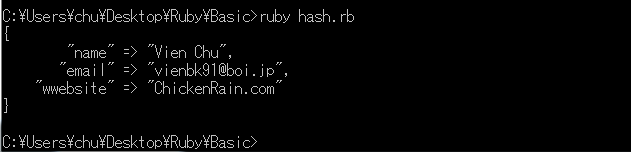 C:¥Users¥chu¥Desktop¥Ruby¥Basic>ruby hash.rb
{
"name" => "Vien Chu",
"email" => "vienbk91@boi.jp",
"wwebsite" => "ChickenRain.com"
}
C:¥Users¥chu¥Desktop¥Ruby¥Basic>